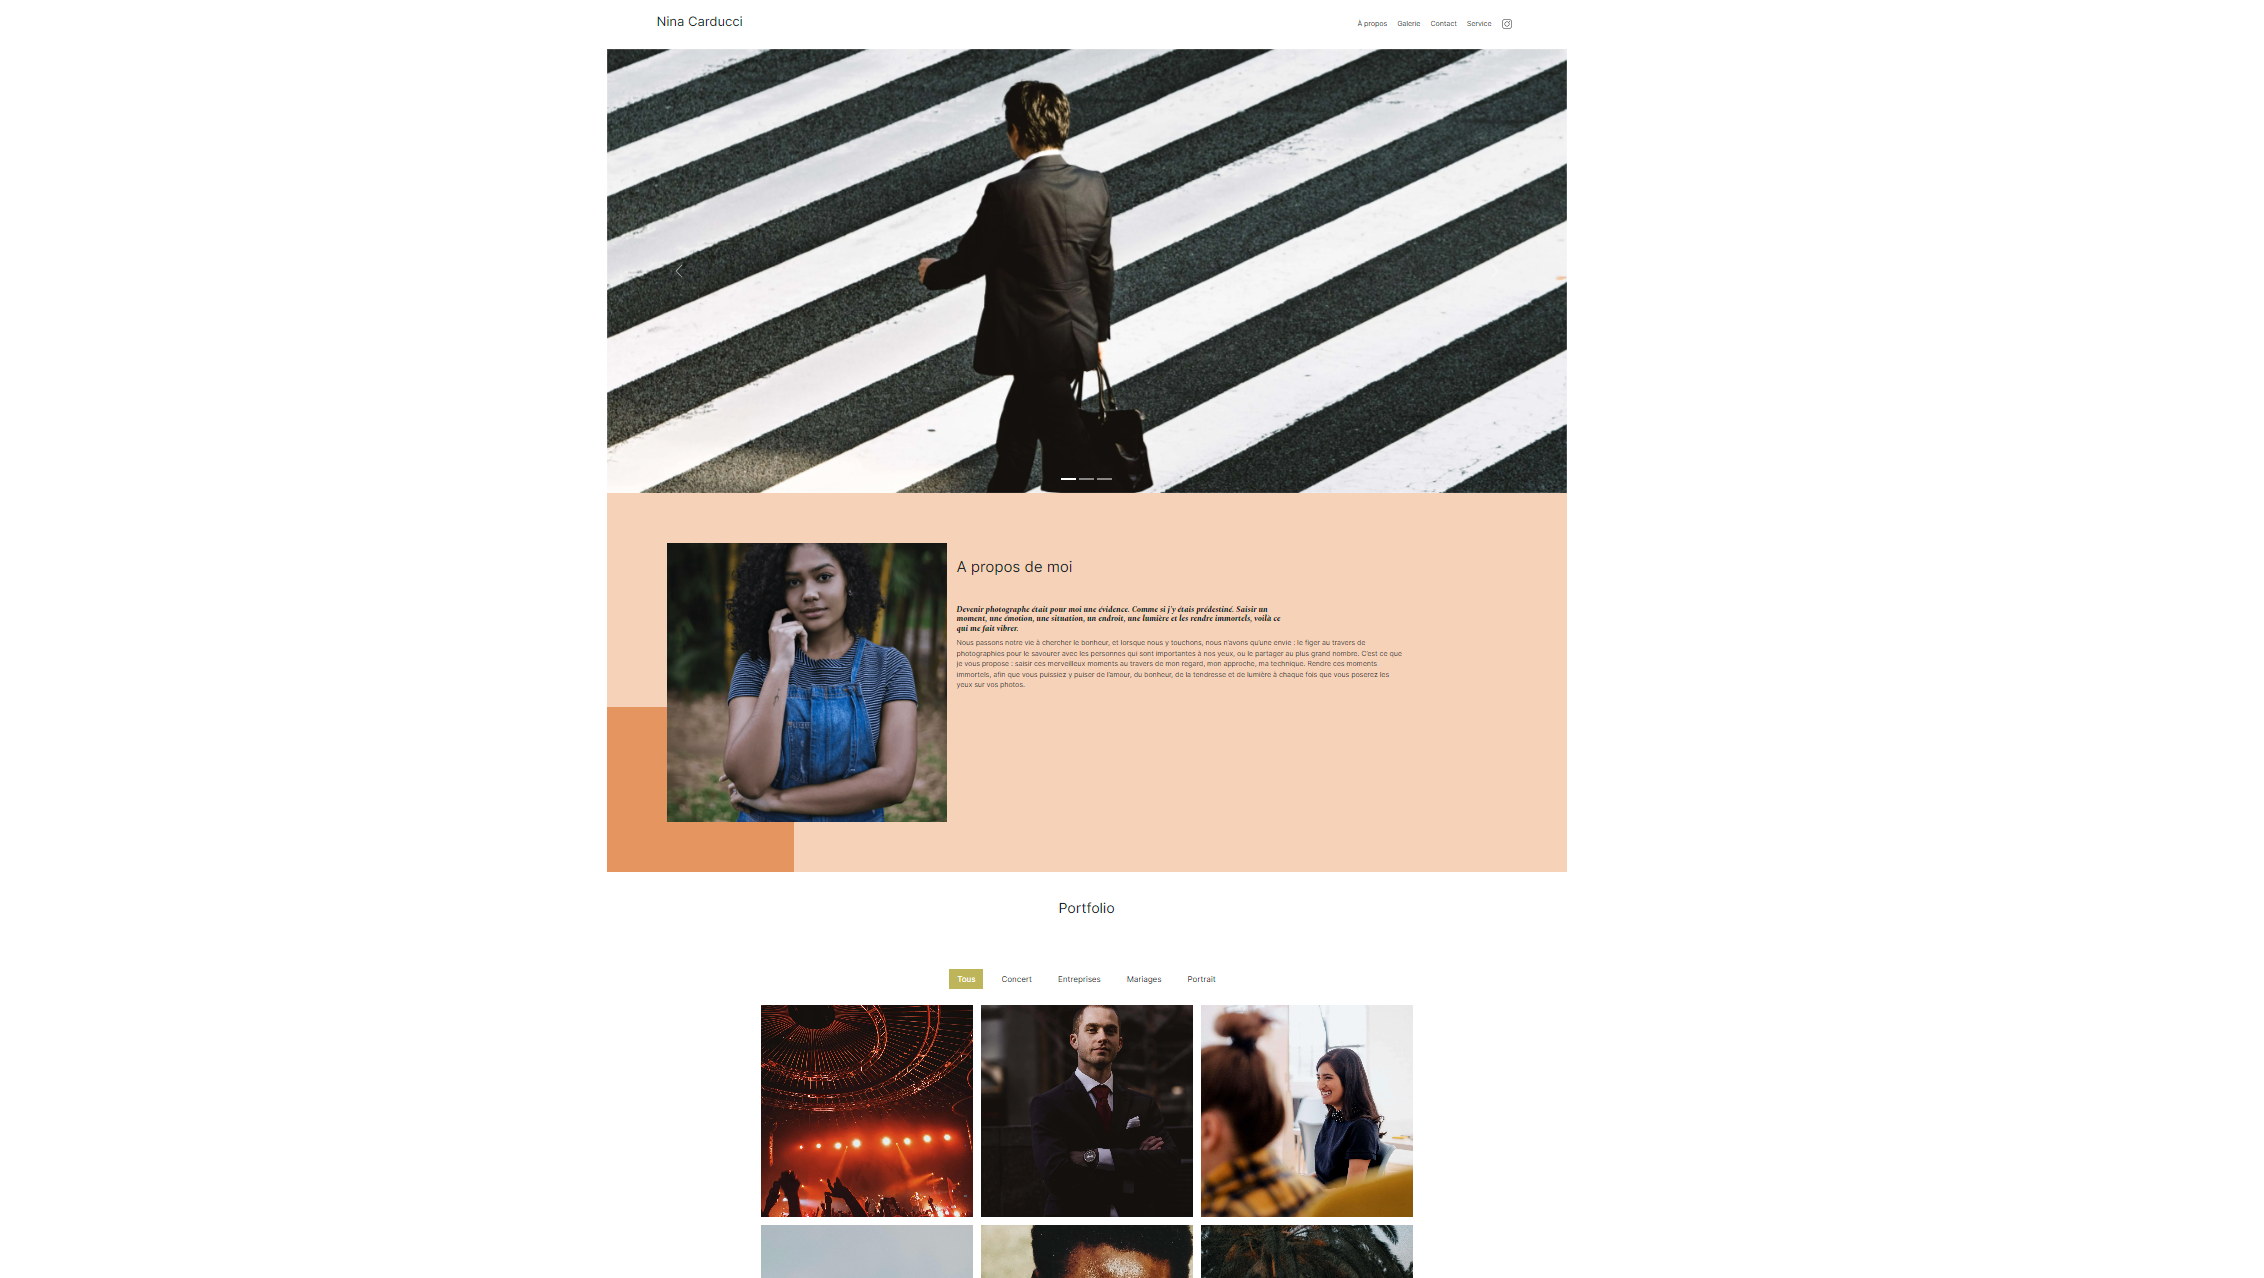 Nina Carducci
À propos Galerie Contact Service
A propos de moi
Devenir photographe était pour moi une évidence. Comme si j'y étais prédestiné. Saisir un
moment, une émotion, une situation, un endroit, une lumière et les rendre immortels, voilà ce
qui me fait vibrer.
Nous passons notre vie à chercher le bonheur, et lorsque nous y touchons, nous n'avons qu'une envie : le figer au travers de
photographies pour le savourer avec les personnes qui sont importantes à nos yeux, ou le partager au plus grand nombre. C'est ce que
je vous propose : saisir ces merveilleux moments au travers de mon regard, mon approche, ma technique. Rendre ces moments
immortels, afin que vous puissiez y puiser de l'amour, du bonheur, de la tendresse et de lumière à chaque fois que vous poserez les
yeux sur vos photos.
Portfolio
Tous Concert Entreprises Mariages Portrait